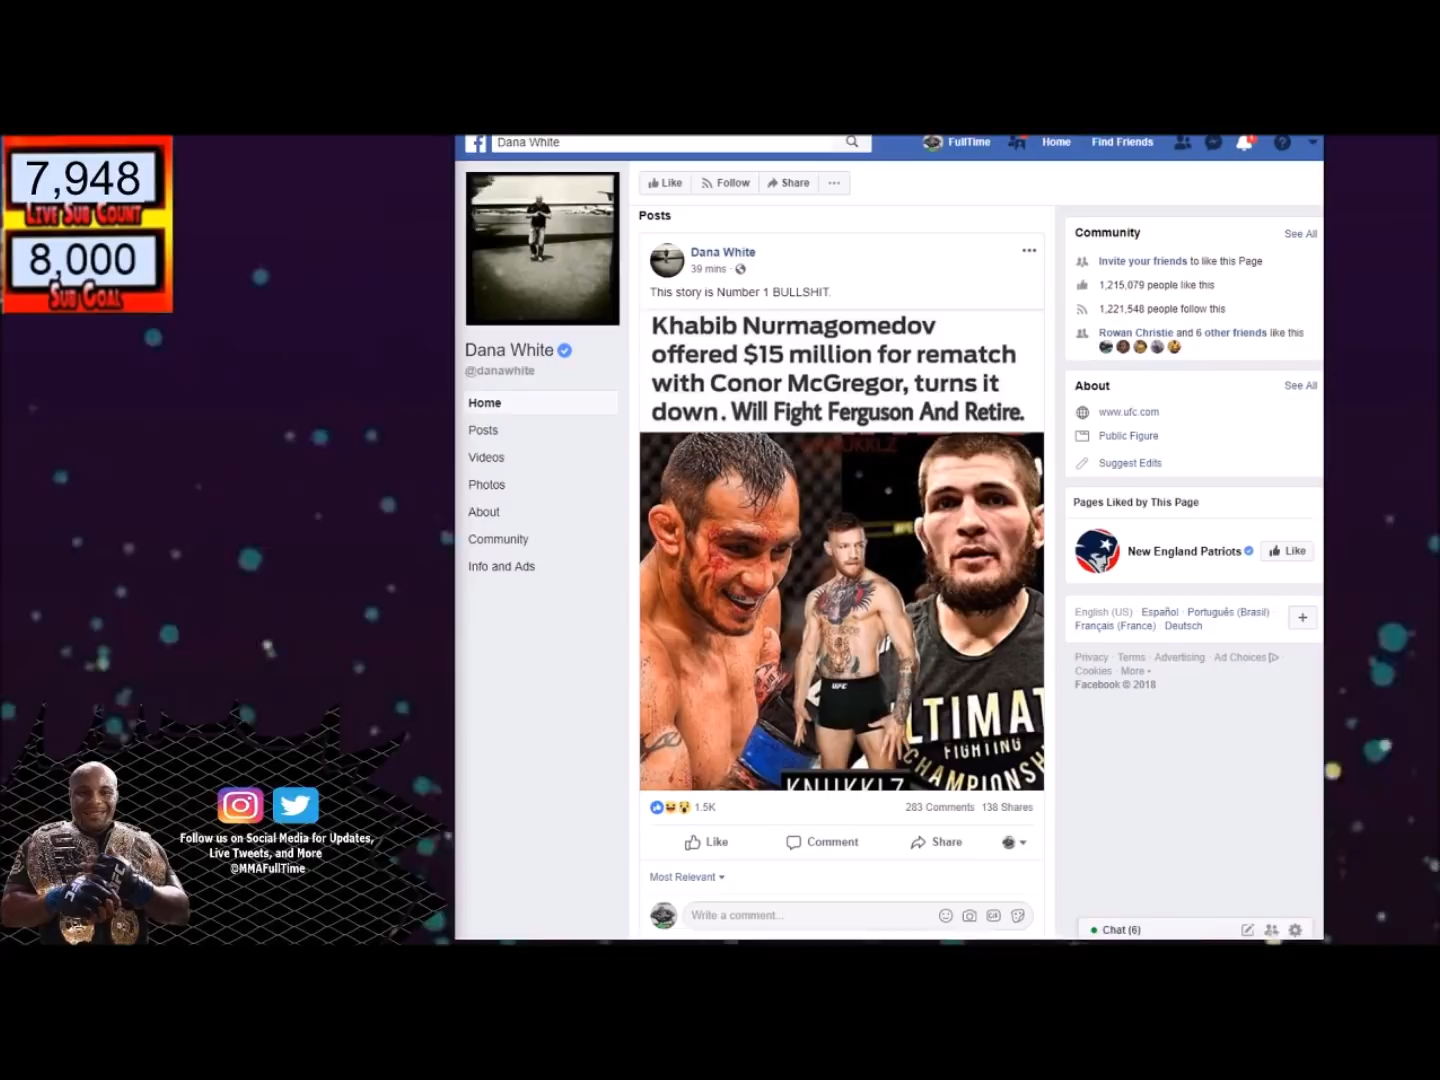 7,948
LIVE SUB COUNT
8,000
SUB GOAL
Follow us on Social Media for Updates,
Live Tweets, and More
@MMAFullTime
Dana White
FullTime
Home
Find Friends
Dana White
@danawhite
Home
Posts
Videos
Photos
About
Community
Info and Ads
Like
Follow
Share
Posts
Dana White
39 mins
This story is Number 1 BULLSHIT.
Khabib Nurmagomedov
offered $15 million for rematch
with Conor McGregor, turns it
down. Will Fight Ferguson And Retire.
UFC
ULTIMAT
FIGHTING
CHAMPIONSH
KNUKKLZ
1.5K
283 Comments 138 Shares
Like Comment Share
Most Relevant
Write a comment...
GIF
Community See All
Invite your friends to like this Page
1,215,079 people like this
1,221,548 people follow this
Rowan Christie and 6 other friends like this
About See All
www.ufc.com
Public Figure
Suggest Edits
Pages Liked by This Page
New England Patriots Like
English (US) · Español · Português (Brasil) ·
Français (France) · Deutsch
Privacy · Terms · Advertising · Ad Choices ·
Cookies · More
Facebook © 2018
Chat (6)